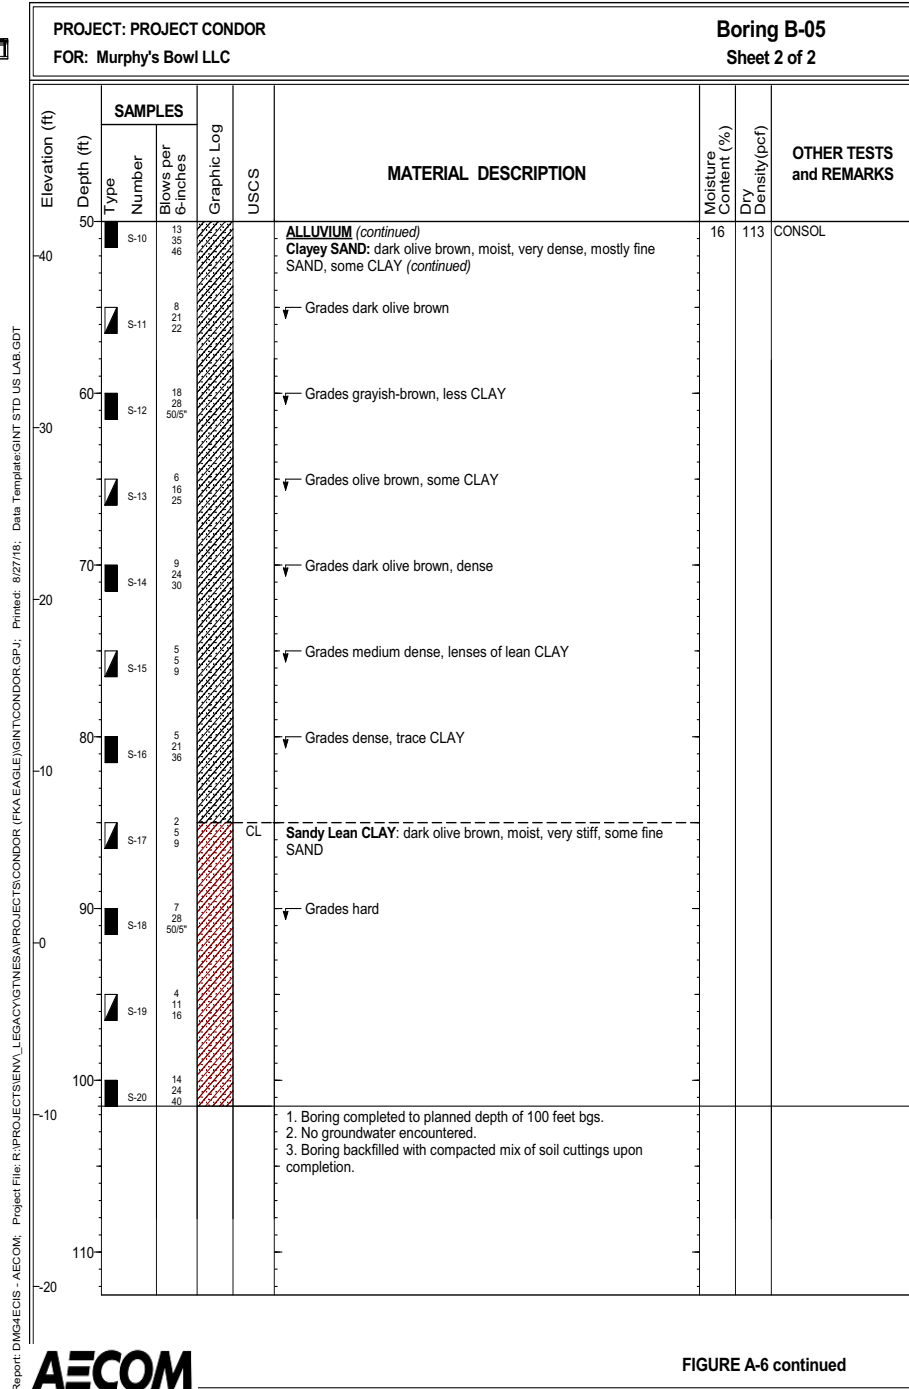 PROJECT: PROJECT CONDOR
FOR: Murphy's Bowl LLC
Boring B-05
Sheet 2 of 2
Elevation (ft)
Depth (ft)
SAMPLES
Type
Number
Blows per
6-inches
Graphic Log
USCS
MATERIAL DESCRIPTION
Moisture
Content (%)
Dry
Density(pcf)
OTHER TESTS
and REMARKS
50
S-10
13
35
46
ALLUVIUM (continued)
Clayey SAND: dark olive brown, moist, very dense, mostly fine
SAND, some CLAY (continued)
16
113
CONSOL
40
S-11
8
21
22
Grades dark olive brown
60
S-12
18
28
50/5"
Grades grayish-brown, less CLAY
30
S-13
6
16
25
Grades olive brown, some CLAY
70
S-14
9
24
30
Grades dark olive brown, dense
20
S-15
5
5
9
Grades medium dense, lenses of lean CLAY
80
S-16
5
21
36
Grades dense, trace CLAY
10
S-17
2
5
9
CL
Sandy Lean CLAY: dark olive brown, moist, very stiff, some fine
SAND
90
S-18
7
28
50/5"
Grades hard
0
S-19
4
11
16
100
S-20
14
24
40
-10
1. Boring completed to planned depth of 100 feet bgs.
2. No groundwater encountered.
3. Boring backfilled with compacted mix of soil cuttings upon
completion.
110
-20
Report: DMG4ECIS - AECOM; Project File: R:\PROJECTS\ENV\_LEGACY\GT\NESA\PROJECTS\CONDOR (FKA EAGLE)\GINT\CONDOR.GPJ; Printed: 8/27/18; Data Template:GINT STD US LAB.GDT
AECOM
FIGURE A-6 continued